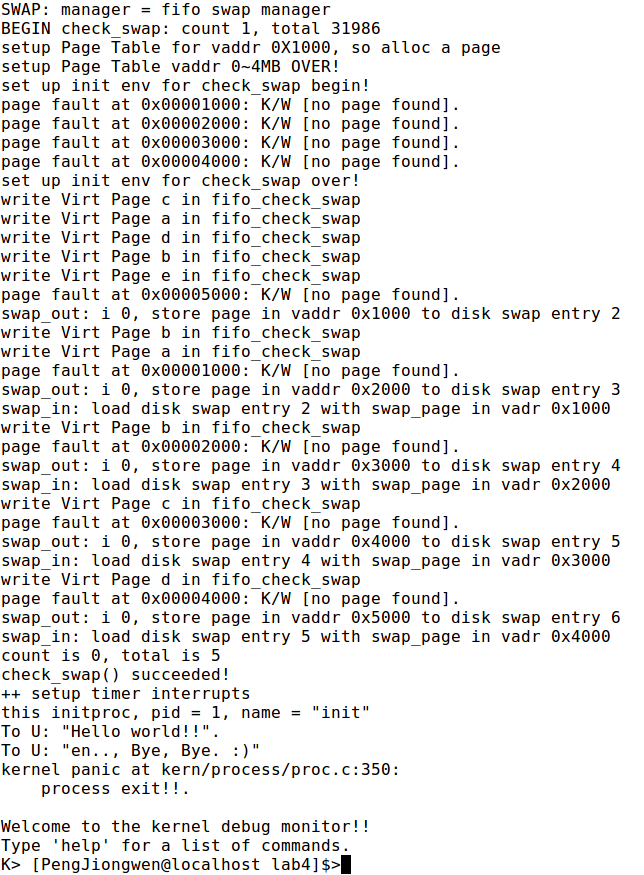 SWAP: manager = fifo swap manager
BEGIN check_swap: count 1, total 31986
setup Page Table for vaddr 0X1000, so alloc a page
setup Page Table vaddr 0~4MB OVER!
set up init env for check_swap begin!
page fault at 0x00001000: K/W [no page found].
page fault at 0x00002000: K/W [no page found].
page fault at 0x00003000: K/W [no page found].
page fault at 0x00004000: K/W [no page found].
set up init env for check_swap over!
write Virt Page c in fifo_check_swap
write Virt Page a in fifo_check_swap
write Virt Page d in fifo_check_swap
write Virt Page b in fifo_check_swap
write Virt Page e in fifo_check_swap
page fault at 0x00005000: K/W [no page found].
swap_out: i 0, store page in vaddr 0x1000 to disk swap entry 2
write Virt Page b in fifo_check_swap
write Virt Page a in fifo_check_swap
page fault at 0x00001000: K/W [no page found].
swap_out: i 0, store page in vaddr 0x2000 to disk swap entry 3
swap_in: load disk swap entry 2 with swap_page in vadr 0x1000
write Virt Page b in fifo_check_swap
page fault at 0x00002000: K/W [no page found].
swap_out: i 0, store page in vaddr 0x3000 to disk swap entry 4
swap_in: load disk swap entry 3 with swap_page in vadr 0x2000
write Virt Page c in fifo_check_swap
page fault at 0x00003000: K/W [no page found].
swap_out: i 0, store page in vaddr 0x4000 to disk swap entry 5
swap_in: load disk swap entry 4 with swap_page in vadr 0x3000
write Virt Page d in fifo_check_swap
page fault at 0x00004000: K/W [no page found].
swap_out: i 0, store page in vaddr 0x5000 to disk swap entry 6
swap_in: load disk swap entry 5 with swap_page in vadr 0x4000
count is 0, total is 5
check_swap() succeeded!
++ setup timer interrupts
this initproc, pid = 1, name = "init"
To U: "Hello world!!".
To U: "en.., Bye, Bye. :)"
kernel panic at kern/process/proc.c:350:
    process exit!!.

Welcome to the kernel debug monitor!!
Type 'help' for a list of commands.
K> [PengJiongwen@localhost lab4]$>